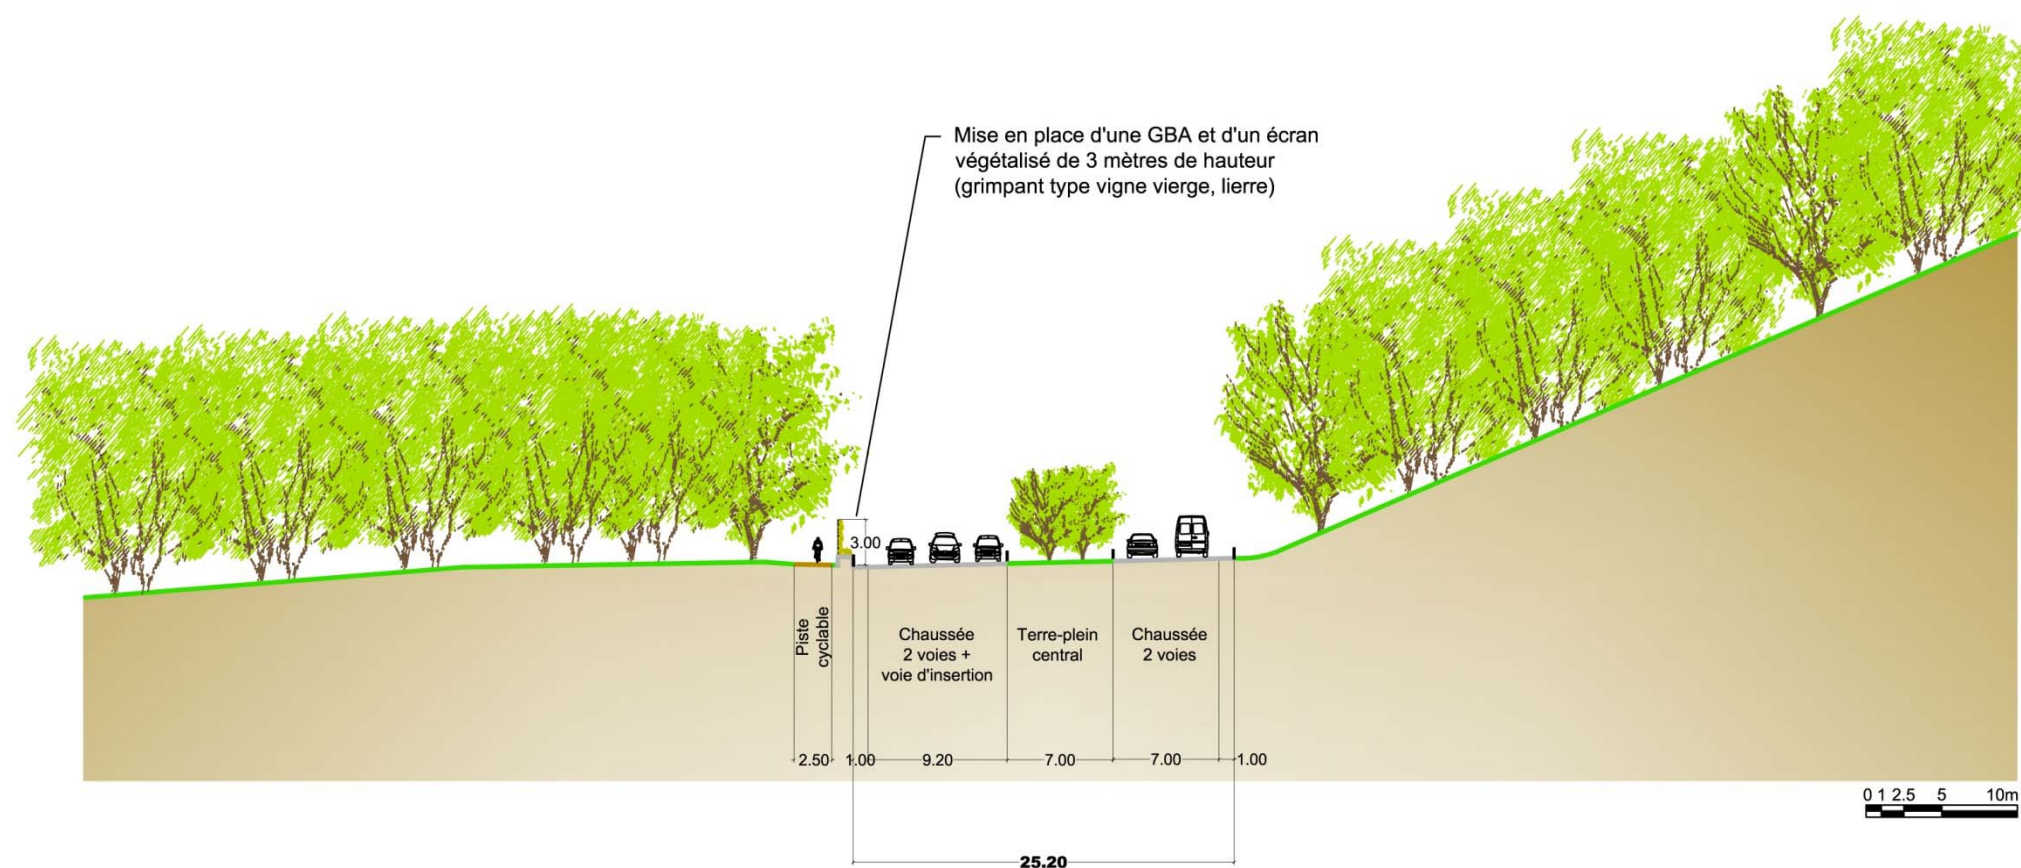 Mise en place d'une GBA et d'un écran
végétalisé de 3 mètres de hauteur
(grimpant type vigne vierge, lierre)
3.00
Piste
cyclable
Chaussée
2 voies +
voie d'insertion
Terre-plein
central
Chaussée
2 voies
2.50 1.00 9.20 7.00 7.00 1.00
0 1 2.5 5 10m
25.20